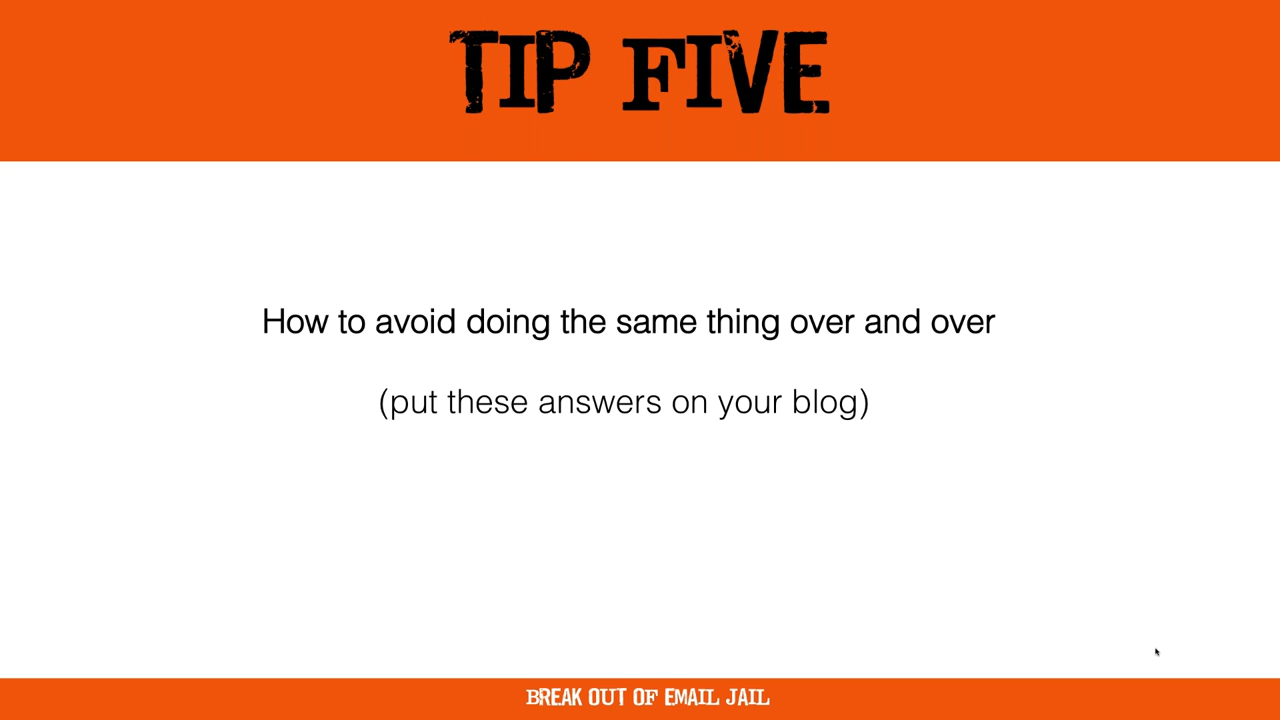 TIP FIVE
How to avoid doing the same thing over and over
(put these answers on your blog)
BREAK OUT OF EMAIL JAIL